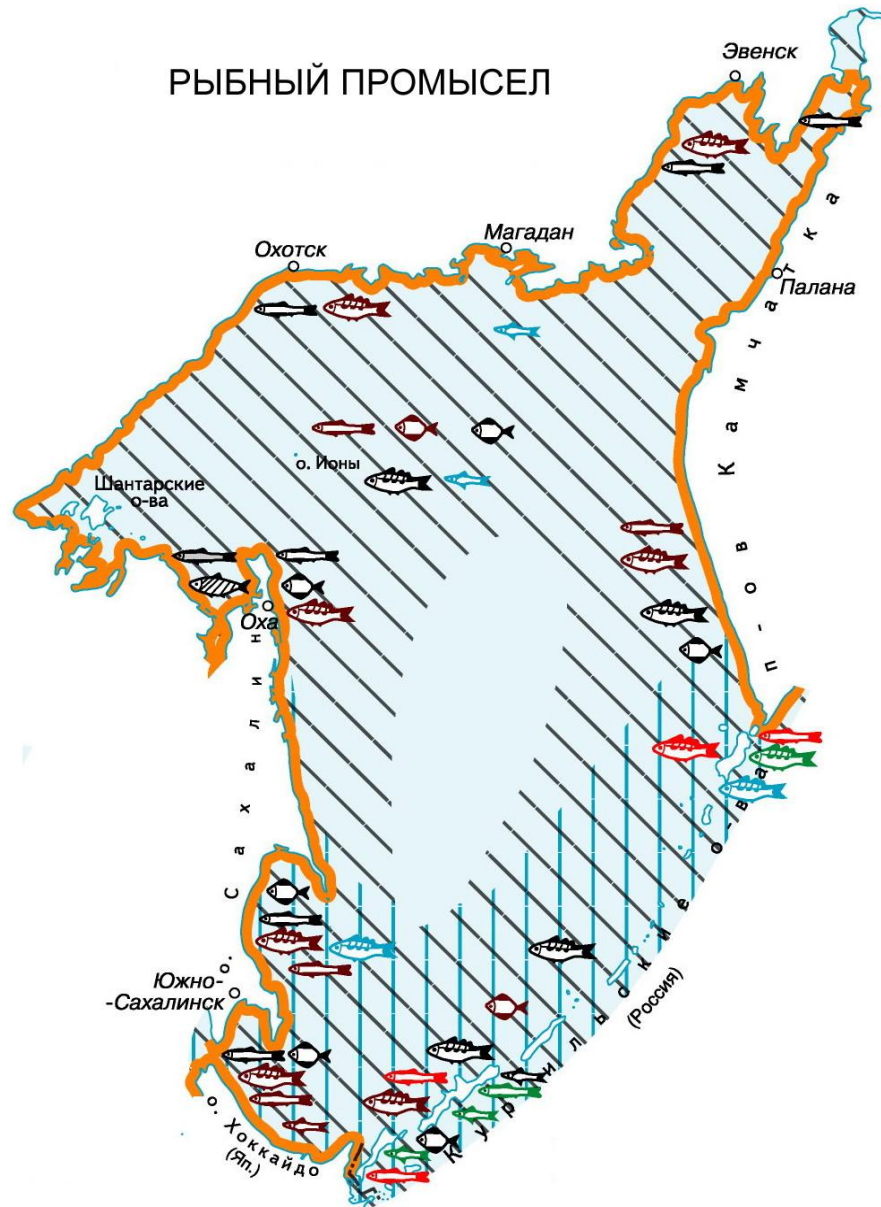 РЫБНЫЙ ПРОМЫСЕЛ
Эвенск
Магадан
Охотск
Палана
п-ов Камчатка
о. Ионы
Шантарские
о-ва
Оха
о. Сахалин
Южно-
-Сахалинск
Курильские о-ва
(Россия)
о. Хоккайдо
(Яп.)